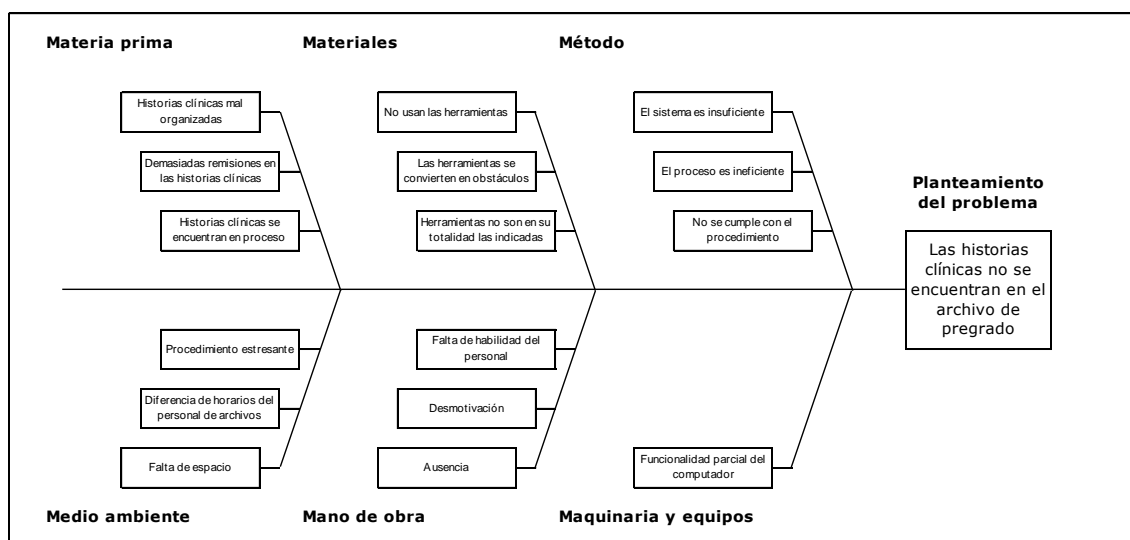 Materia prima
Materiales
Método
Historias clínicas mal
organizadas
Demasiadas remisiones en
las historias clínicas
Historias clínicas se
encuentran en proceso
No usan las herramientas
Las herramientas se
convierten en obstáculos
Herramientas no son en su
totalidad las indicadas
El sistema es insuficiente
El proceso es ineficiente
No se cumple con el
procedimiento
Planteamiento
del problema
Las historias
clínicas no se
encuentran en el
archivo de
pregrado
Procedimiento estresante
Diferencia de horarios del
personal de archivos
Falta de espacio
Falta de habilidad del
personal
Desmotivación
Ausencia
Funcionalidad parcial del
computador
Medio ambiente
Mano de obra
Maquinaria y equipos